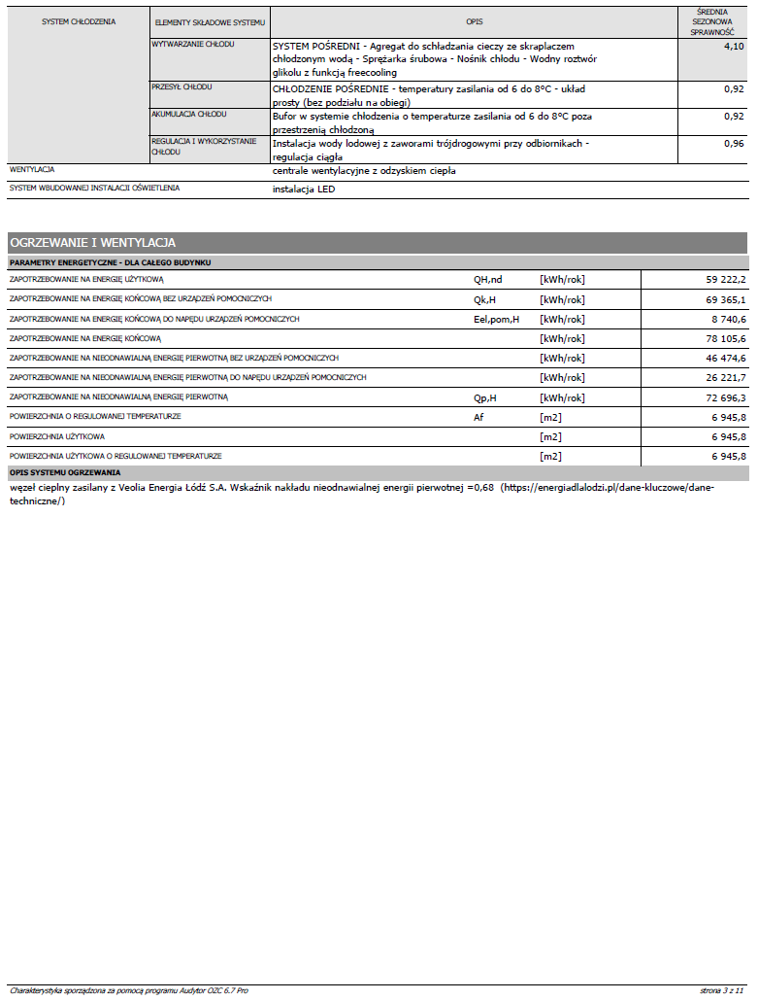 SYSTEM CHŁODZENIA ELEMENTY SKŁADOWE SYSTEMU OPIS ŚREDNIA SEZONOWA SPRAWNOŚĆ
WYTWARZANIE CHŁODU SYSTEM POŚREDNI - Agregat do schładzania cieczy ze skraplaczem 4,10
chłodzonym wodą - Sprężarka śrubowa - Nośnik chłodu - Wodny roztwór
glikolu z funkcją freecooling
PRZESYŁ CHŁODU CHŁODZENIE POŚREDNIE - temperatury zasilania od 6 do 8°C - układ 0,92
prosty (bez podziału na obiegi)
AKUMULACJA CHŁODU Bufor w systemie chłodzenia o temperaturze zasilania od 6 do 8°C poza 0,92
przestrzenią chłodzoną
REGULACJA I WYKORZYSTANIE Instalacja wody lodowej z zaworami trójdrogowymi przy odbiornikach - 0,96
CHŁODU regulacja ciągła
WENTYLACJA centrale wentylacyjne z odzyskiem ciepła
SYSTEM WBUDOWANEJ INSTALACJI OŚWIETLENIA instalacja LED
OGRZEWANIE I WENTYLACJA
PARAMETRY ENERGETYCZNE - DLA CAŁEGO BUDYNKU
ZAPOTRZEBOWANIE NA ENERGIĘ UŻYTKOWĄ QH,nd [kWh/rok] 59 222,2
ZAPOTRZEBOWANIE NA ENERGIĘ KOŃCOWĄ BEZ URZĄDZEŃ POMOCNICZYCH Qk,H [kWh/rok] 69 365,1
ZAPOTRZEBOWANIE NA ENERGIĘ KOŃCOWĄ DO NAPĘDU URZĄDZEŃ POMOCNICZYCH Eel,pom,H [kWh/rok] 8 740,6
ZAPOTRZEBOWANIE NA ENERGIĘ KOŃCOWĄ [kWh/rok] 78 105,6
ZAPOTRZEBOWANIE NA NIEODNAWIALNĄ ENERGIĘ PIERWOTNĄ BEZ URZĄDZEŃ POMOCNICZYCH [kWh/rok] 46 474,6
ZAPOTRZEBOWANIE NA NIEODNAWIALNĄ ENERGIĘ PIERWOTNĄ DO NAPĘDU URZĄDZEŃ POMOCNICZYCH [kWh/rok] 26 221,7
ZAPOTRZEBOWANIE NA NIEODNAWIALNĄ ENERGIĘ PIERWOTNĄ Qp,H [kWh/rok] 72 696,3
POWIERZCHNIA O REGULOWANEJ TEMPERATURZE Af [m2] 6 945,8
POWIERZCHNIA UŻYTKOWA [m2] 6 945,8
POWIERZCHNIA UŻYTKOWA O REGULOWANEJ TEMPERATURZE [m2] 6 945,8
OPIS SYSTEMU OGRZEWANIA
węzeł cieplny zasilany z Veolia Energia Łódź S.A. Wskaźnik nakładu nieodnawialnej energii pierwotnej =0,68 (https://energiadlalodzi.pl/dane-kluczowe/dane-
techniczne/)
Charakterystyka sporządzona za pomocą programu Audytor OZC 6.7 Pro strona 3 z 11